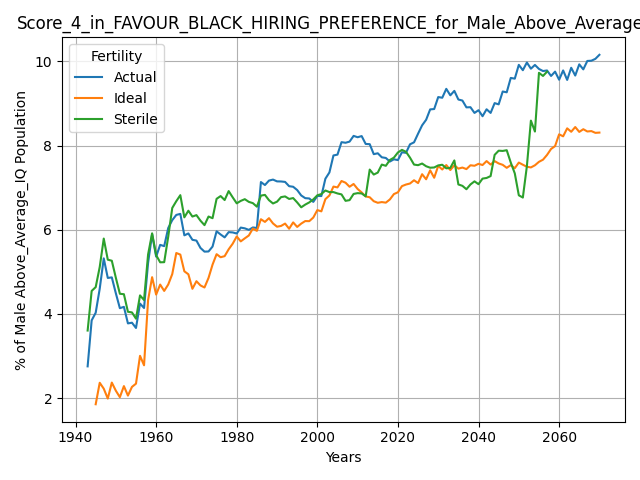 Score_4_in_FAVOUR_BLACK_HIRING_PREFERENCE_for_Male_Above_Average
Fertility
Actual
Ideal
Sterile
% of Male Above_Average_IQ Population
10
8
6
4
2
1940 1960 1980 2000 2020 2040 2060
Years